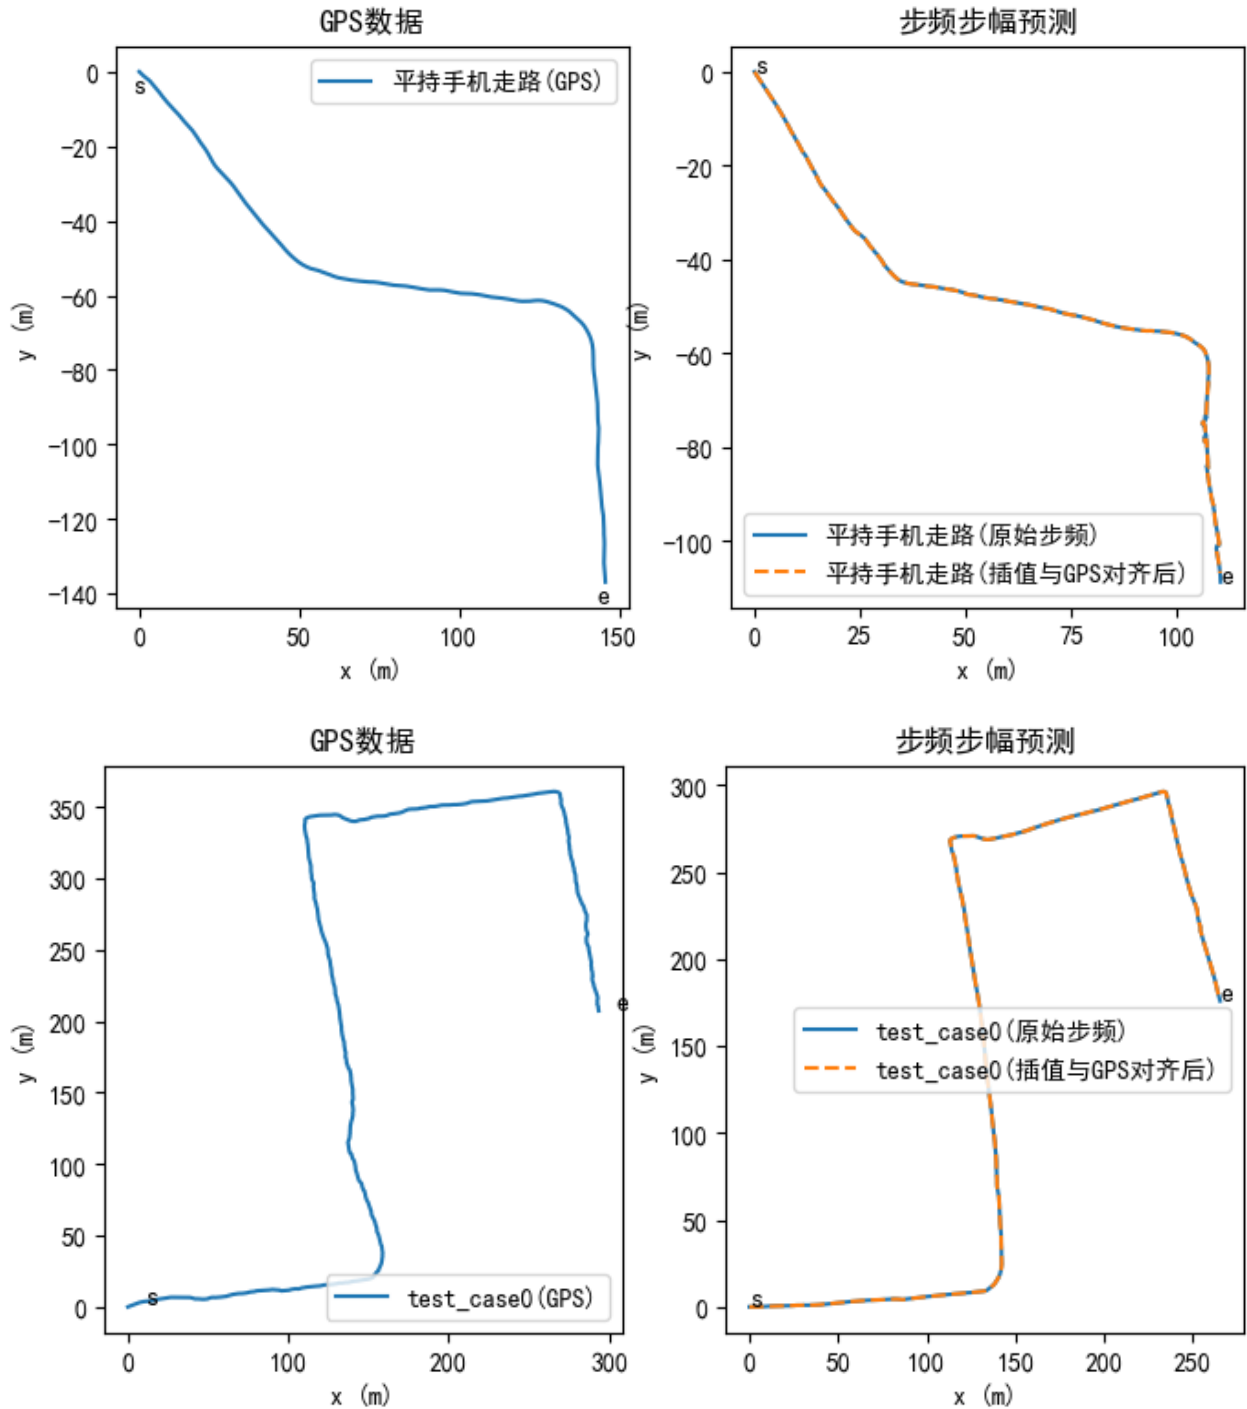 GPS数据
平持手机走路(GPS)
s
e
0
−20
−40
−60
−80
−100
−120
−140
y (m)
0
50
100
150
x (m)
步频步幅预测
s
e
0
−20
−40
−60
−80
−100
y (m)
平持手机走路(原始步频)
平持手机走路(插值与GPS对齐后)
0
25
50
75
100
x (m)
GPS数据
350
300
250
200
150
100
50
0
y (m)
e
s
test_case0(GPS)
0
100
200
300
x (m)
步频步幅预测
300
250
200
150
100
50
0
y (m)
e
test_case0(原始步频)
test_case0(插值与GPS对齐后)
s
0
50
100
150
200
250
x (m)